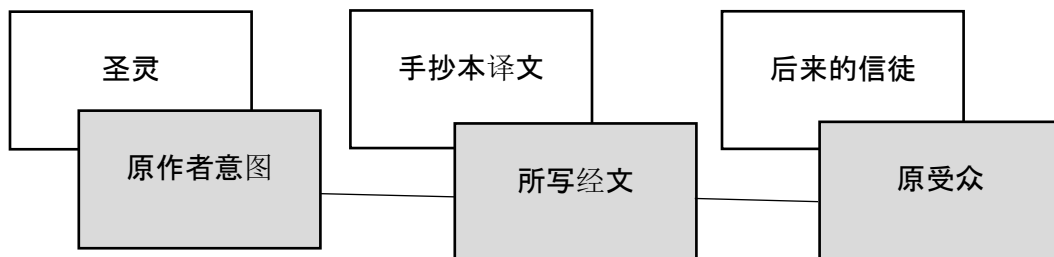 圣灵
手抄本译文
后来的信徒
原作者意图
所写经文
原受众